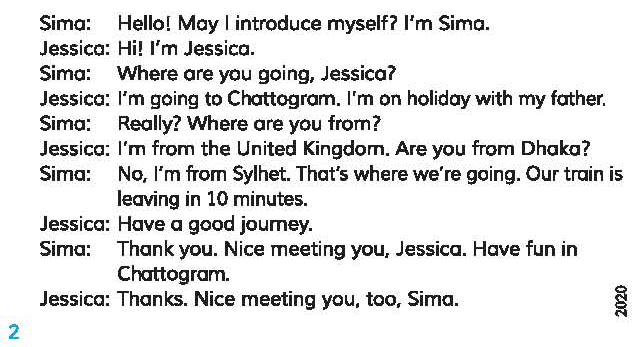 Sima: Hello! May I introduce myself? I'm Sima.
Jessica: Hi! I'm Jessica.
Sima: Where are you going, Jessica?
Jessica: I'm going to Chattogram. I'm on holiday with my father.
Sima: Really? Where are you from?
Jessica: I'm from the United Kingdom. Are you from Dhaka?
Sima: No, I'm from Sylhet. That's where we're going. Our train is
leaving in 10 minutes.
Jessica: Have a good journey.
Sima: Thank you. Nice meeting you, Jessica. Have fun in
Chattogram.
Jessica: Thanks. Nice meeting you, too, Sima.
2020
2